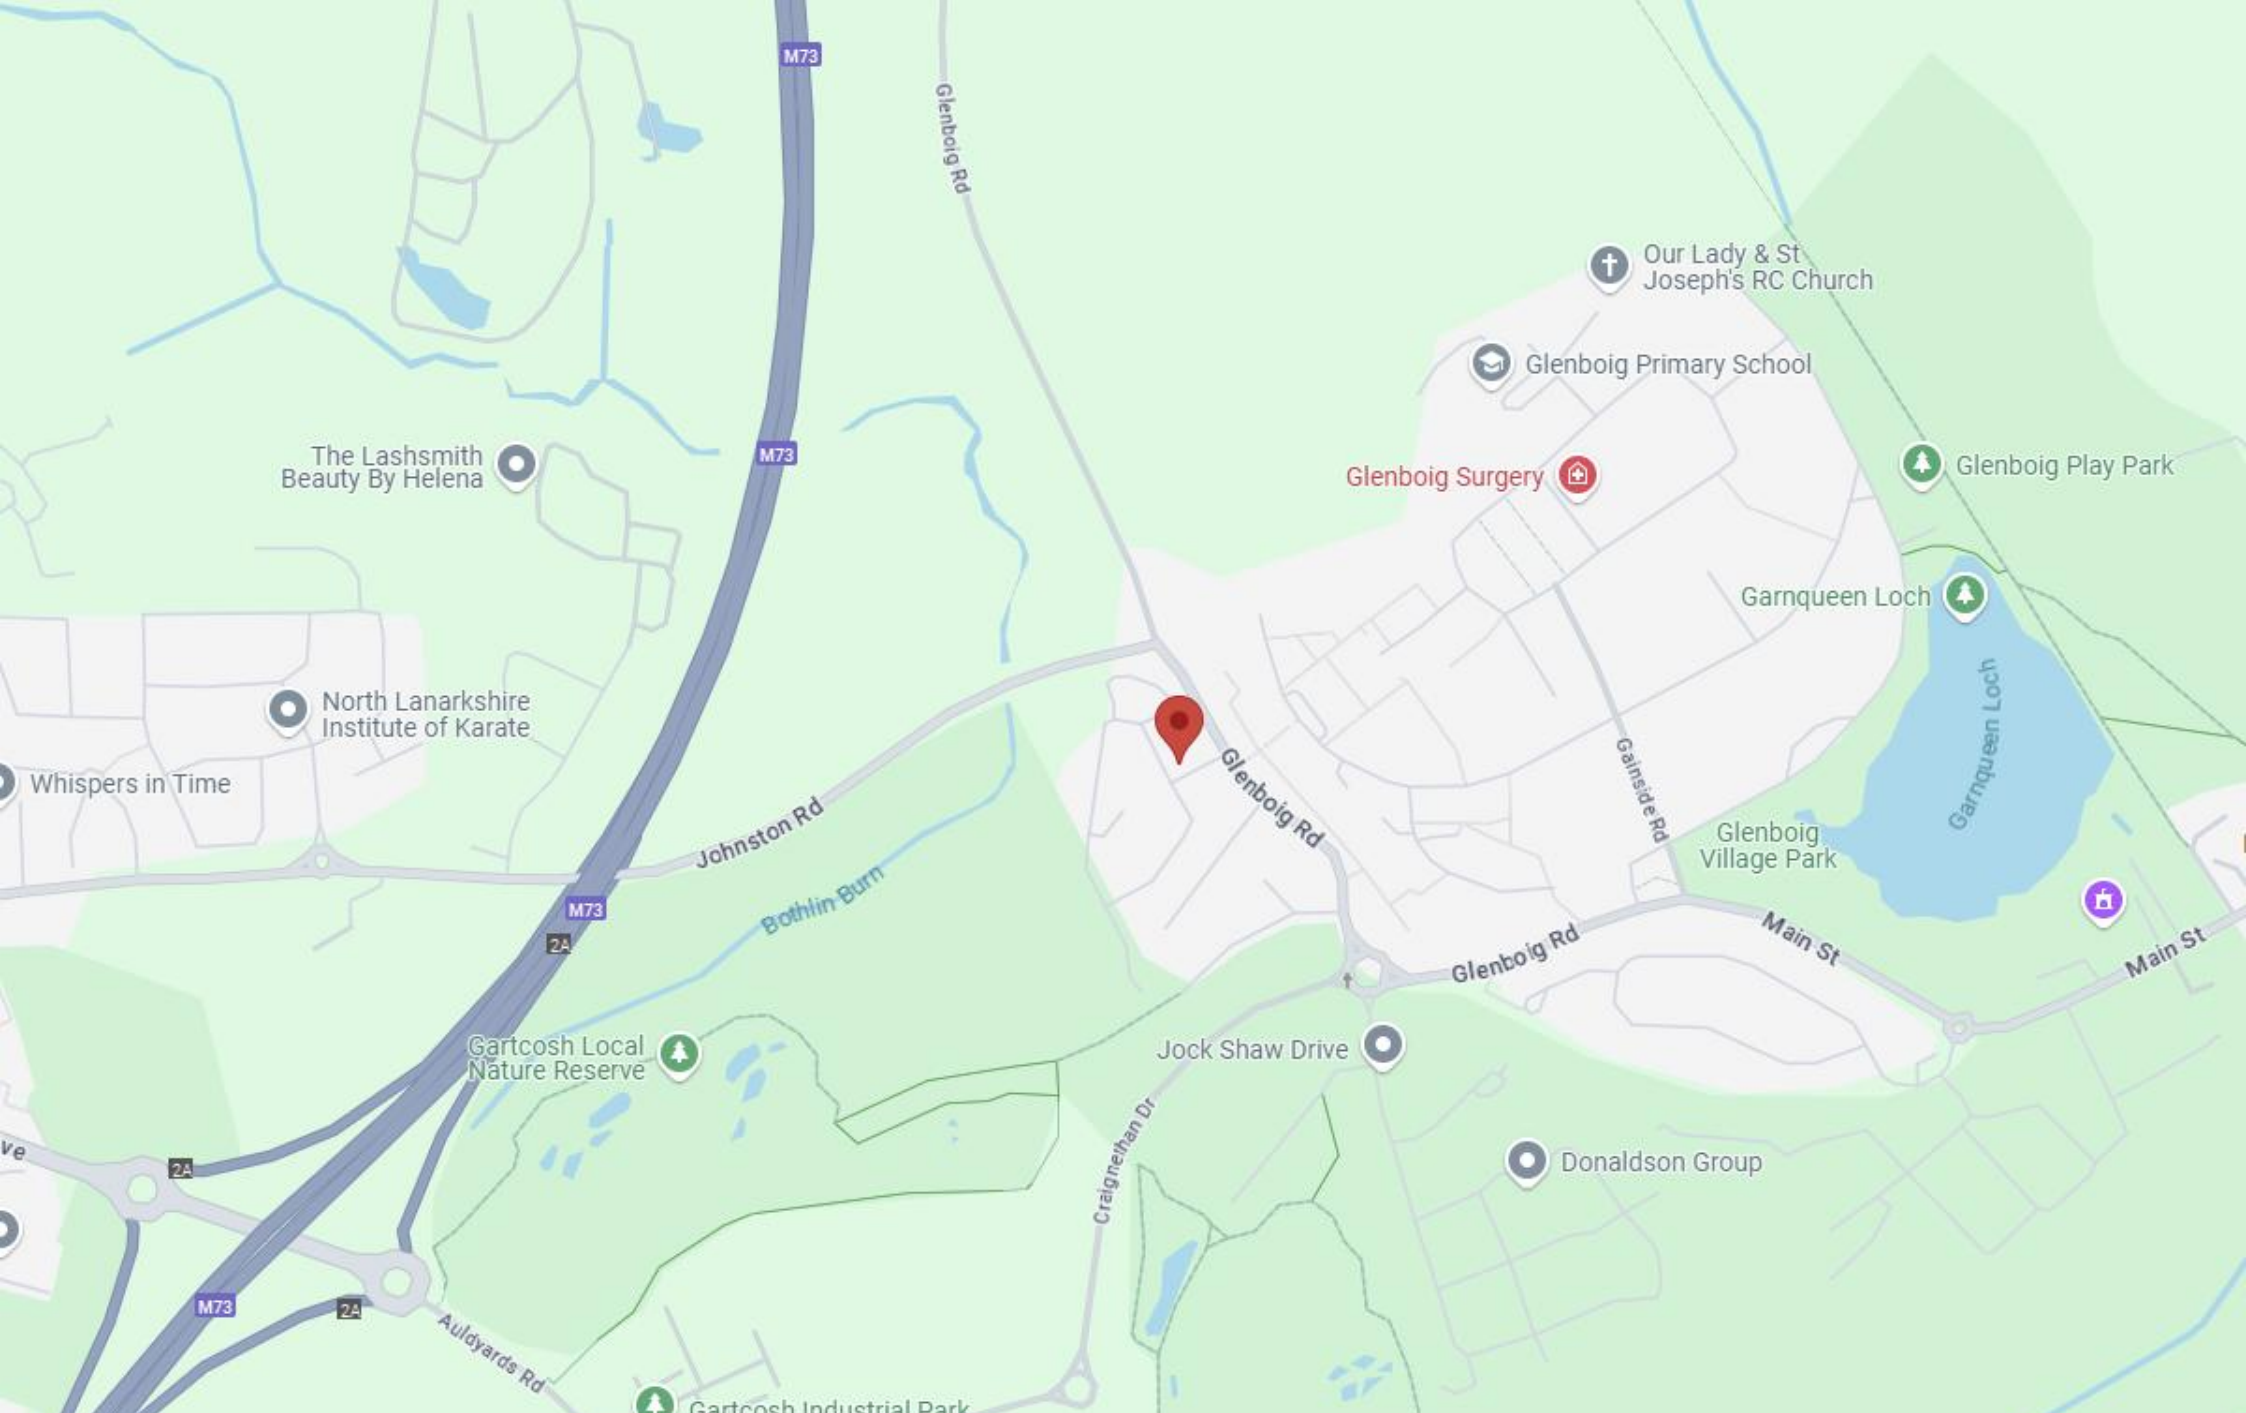 M73
Glenboig Rd
Our Lady & St
Joseph's RC Church
Glenboig Primary School
M73
The Lashsmith
Beauty By Helena
Glenboig Surgery
Glenboig Play Park
Garnqueen Loch
North Lanarkshire
Institute of Karate
Garnqueen Loch
Whispers in Time
Glenboig Rd
Gainside Rd
Johnston Rd
Glenboig
Village Park
Bothlin Burn
M73
2A
Glenboig Rd
Main St
Main St
Gartcosh Local
Nature Reserve
Jock Shaw Drive
Craignethan Dr
ve
2A
Donaldson Group
M73
2A
Auldyards Rd
Gartcosh Industrial Park